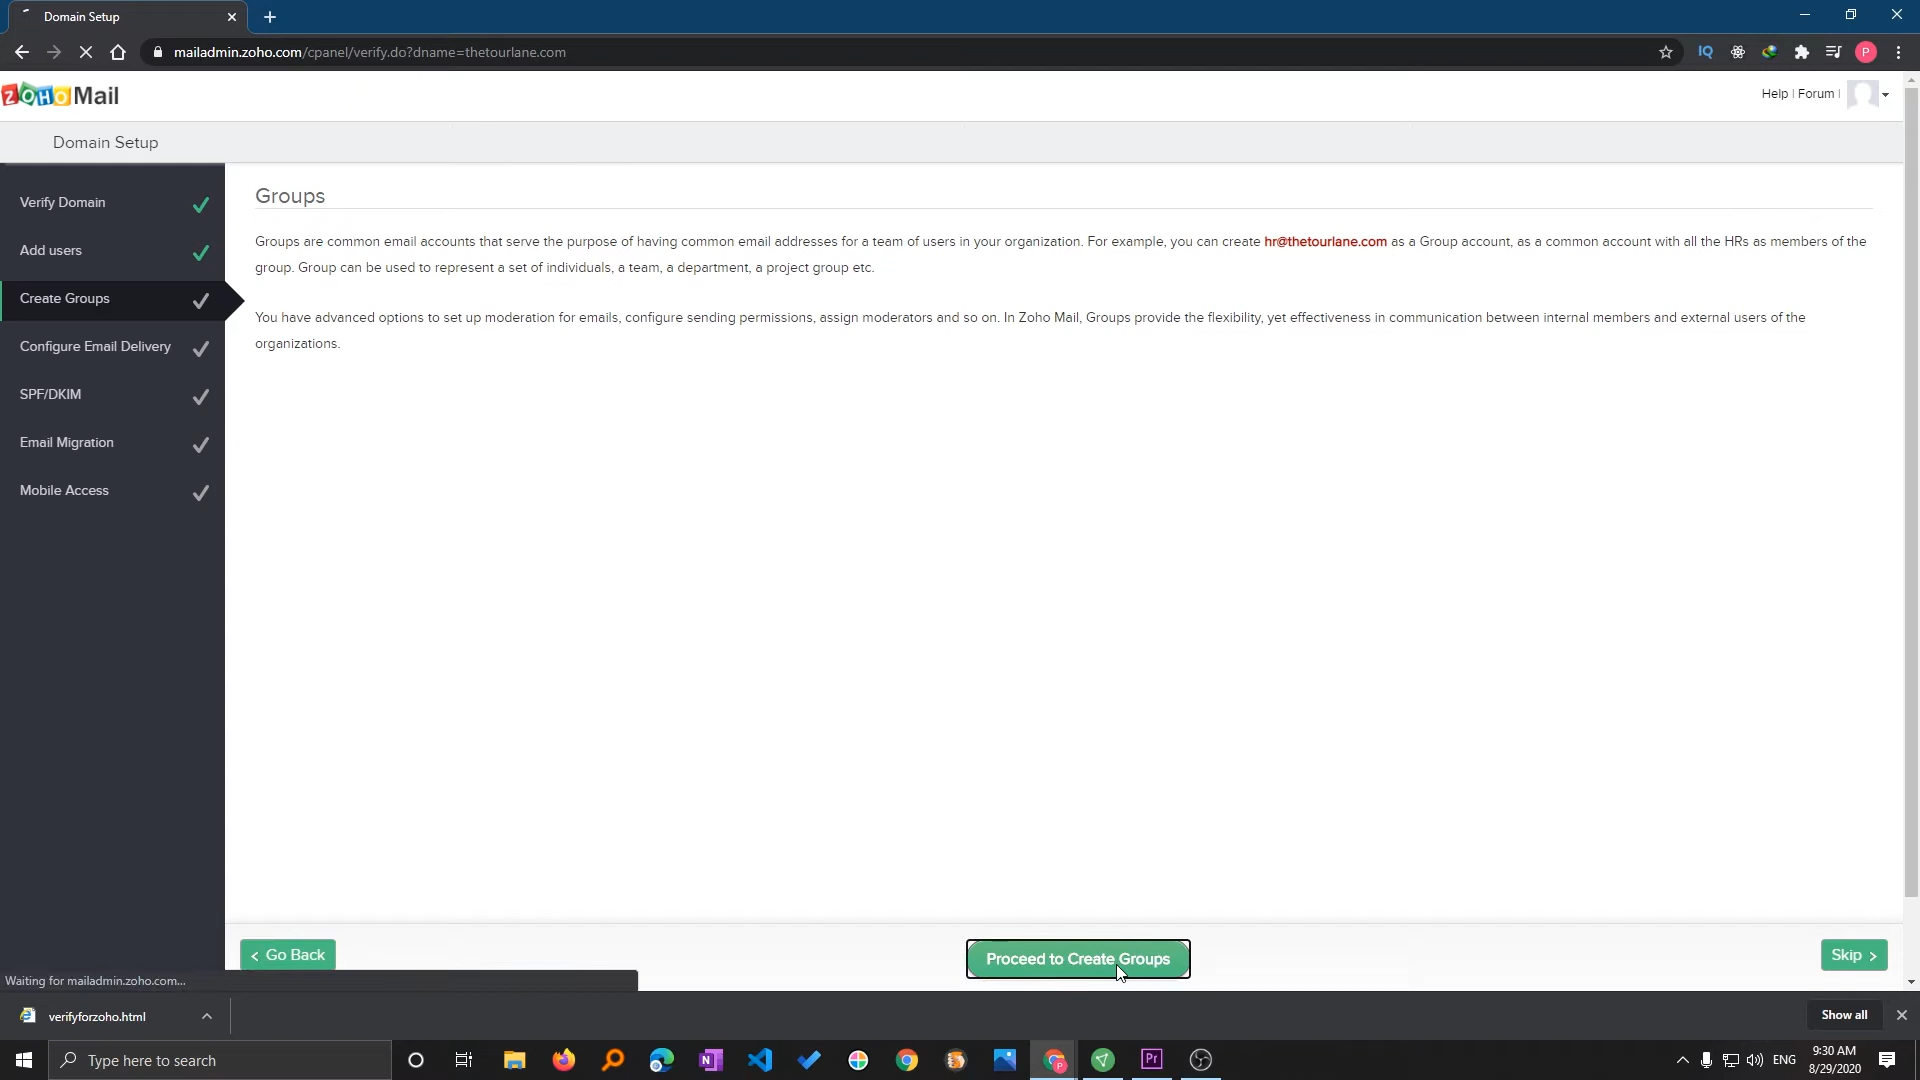 Domain Setup
mailadmin.zoho.com/cpanel/verify.do?dname=thetourlane.com
IQ
P
ZOHO Mail
Help | Forum |
Domain Setup
Verify Domain
Add users
Create Groups
Configure Email Delivery
SPF/DKIM
Email Migration
Mobile Access
Groups
Groups are common email accounts that serve the purpose of having common email addresses for a team of users in your organization. For example, you can create hr@thetourlane.com as a Group account, as a common account with all the HRs as members of the
group. Group can be used to represent a set of individuals, a team, a department, a project group etc.
You have advanced options to set up moderation for emails, configure sending permissions, assign moderators and so on. In Zoho Mail, Groups provide the flexibility, yet effectiveness in communication between internal members and external users of the
organizations.
< Go Back
Proceed to Create Groups
Skip >
Waiting for mailadmin.zoho.com...
verifyforzoho.html
Show all
Type here to search
N
P
Pr
ENG
9:30 AM
8/29/2020